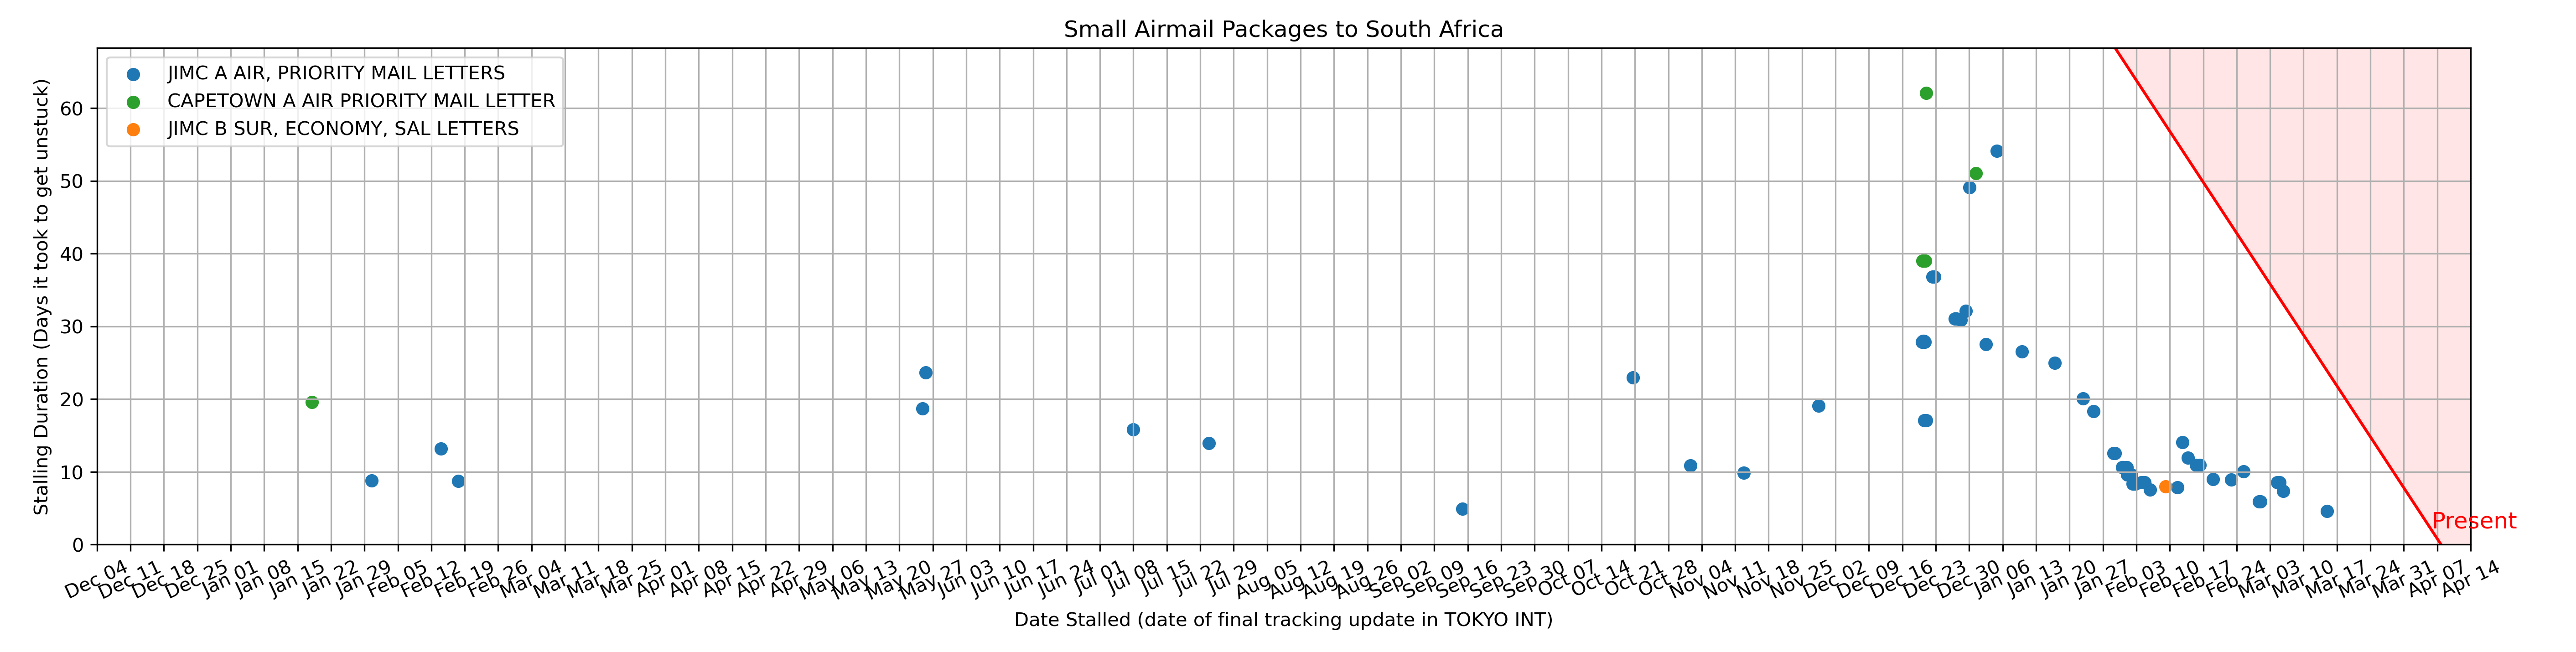 Small Airmail Packages to South Africa
JIMC A AIR, PRIORITY MAIL LETTERS
CAPETOWN A AIR PRIORITY MAIL LETTER
JIMC B SUR, ECONOMY, SAL LETTERS
Stalling Duration (Days it took to get unstuck)
60
50
40
30
20
10
0
Present
Dec 04
Dec 11
Dec 18
Dec 25
Jan 01
Jan 08
Jan 15
Jan 22
Jan 29
Feb 05
Feb 12
Feb 19
Feb 26
Mar 04
Mar 11
Mar 18
Mar 25
Apr 01
Apr 08
Apr 15
Apr 22
Apr 29
May 06
May 13
May 20
May 27
Jun 03
Jun 10
Jun 17
Jun 24
Jul 01
Jul 08
Jul 15
Jul 22
Jul 29
Aug 05
Aug 12
Aug 19
Aug 26
Sep 02
Sep 09
Sep 16
Sep 23
Sep 30
Oct 07
Oct 14
Oct 21
Oct 28
Nov 04
Nov 11
Nov 18
Nov 25
Dec 02
Dec 09
Dec 16
Dec 23
Dec 30
Jan 06
Jan 13
Jan 20
Jan 27
Feb 03
Feb 10
Feb 17
Feb 24
Mar 03
Mar 10
Mar 17
Mar 24
Mar 31
Apr 07
Apr 14
Date Stalled (date of final tracking update in TOKYO INT)